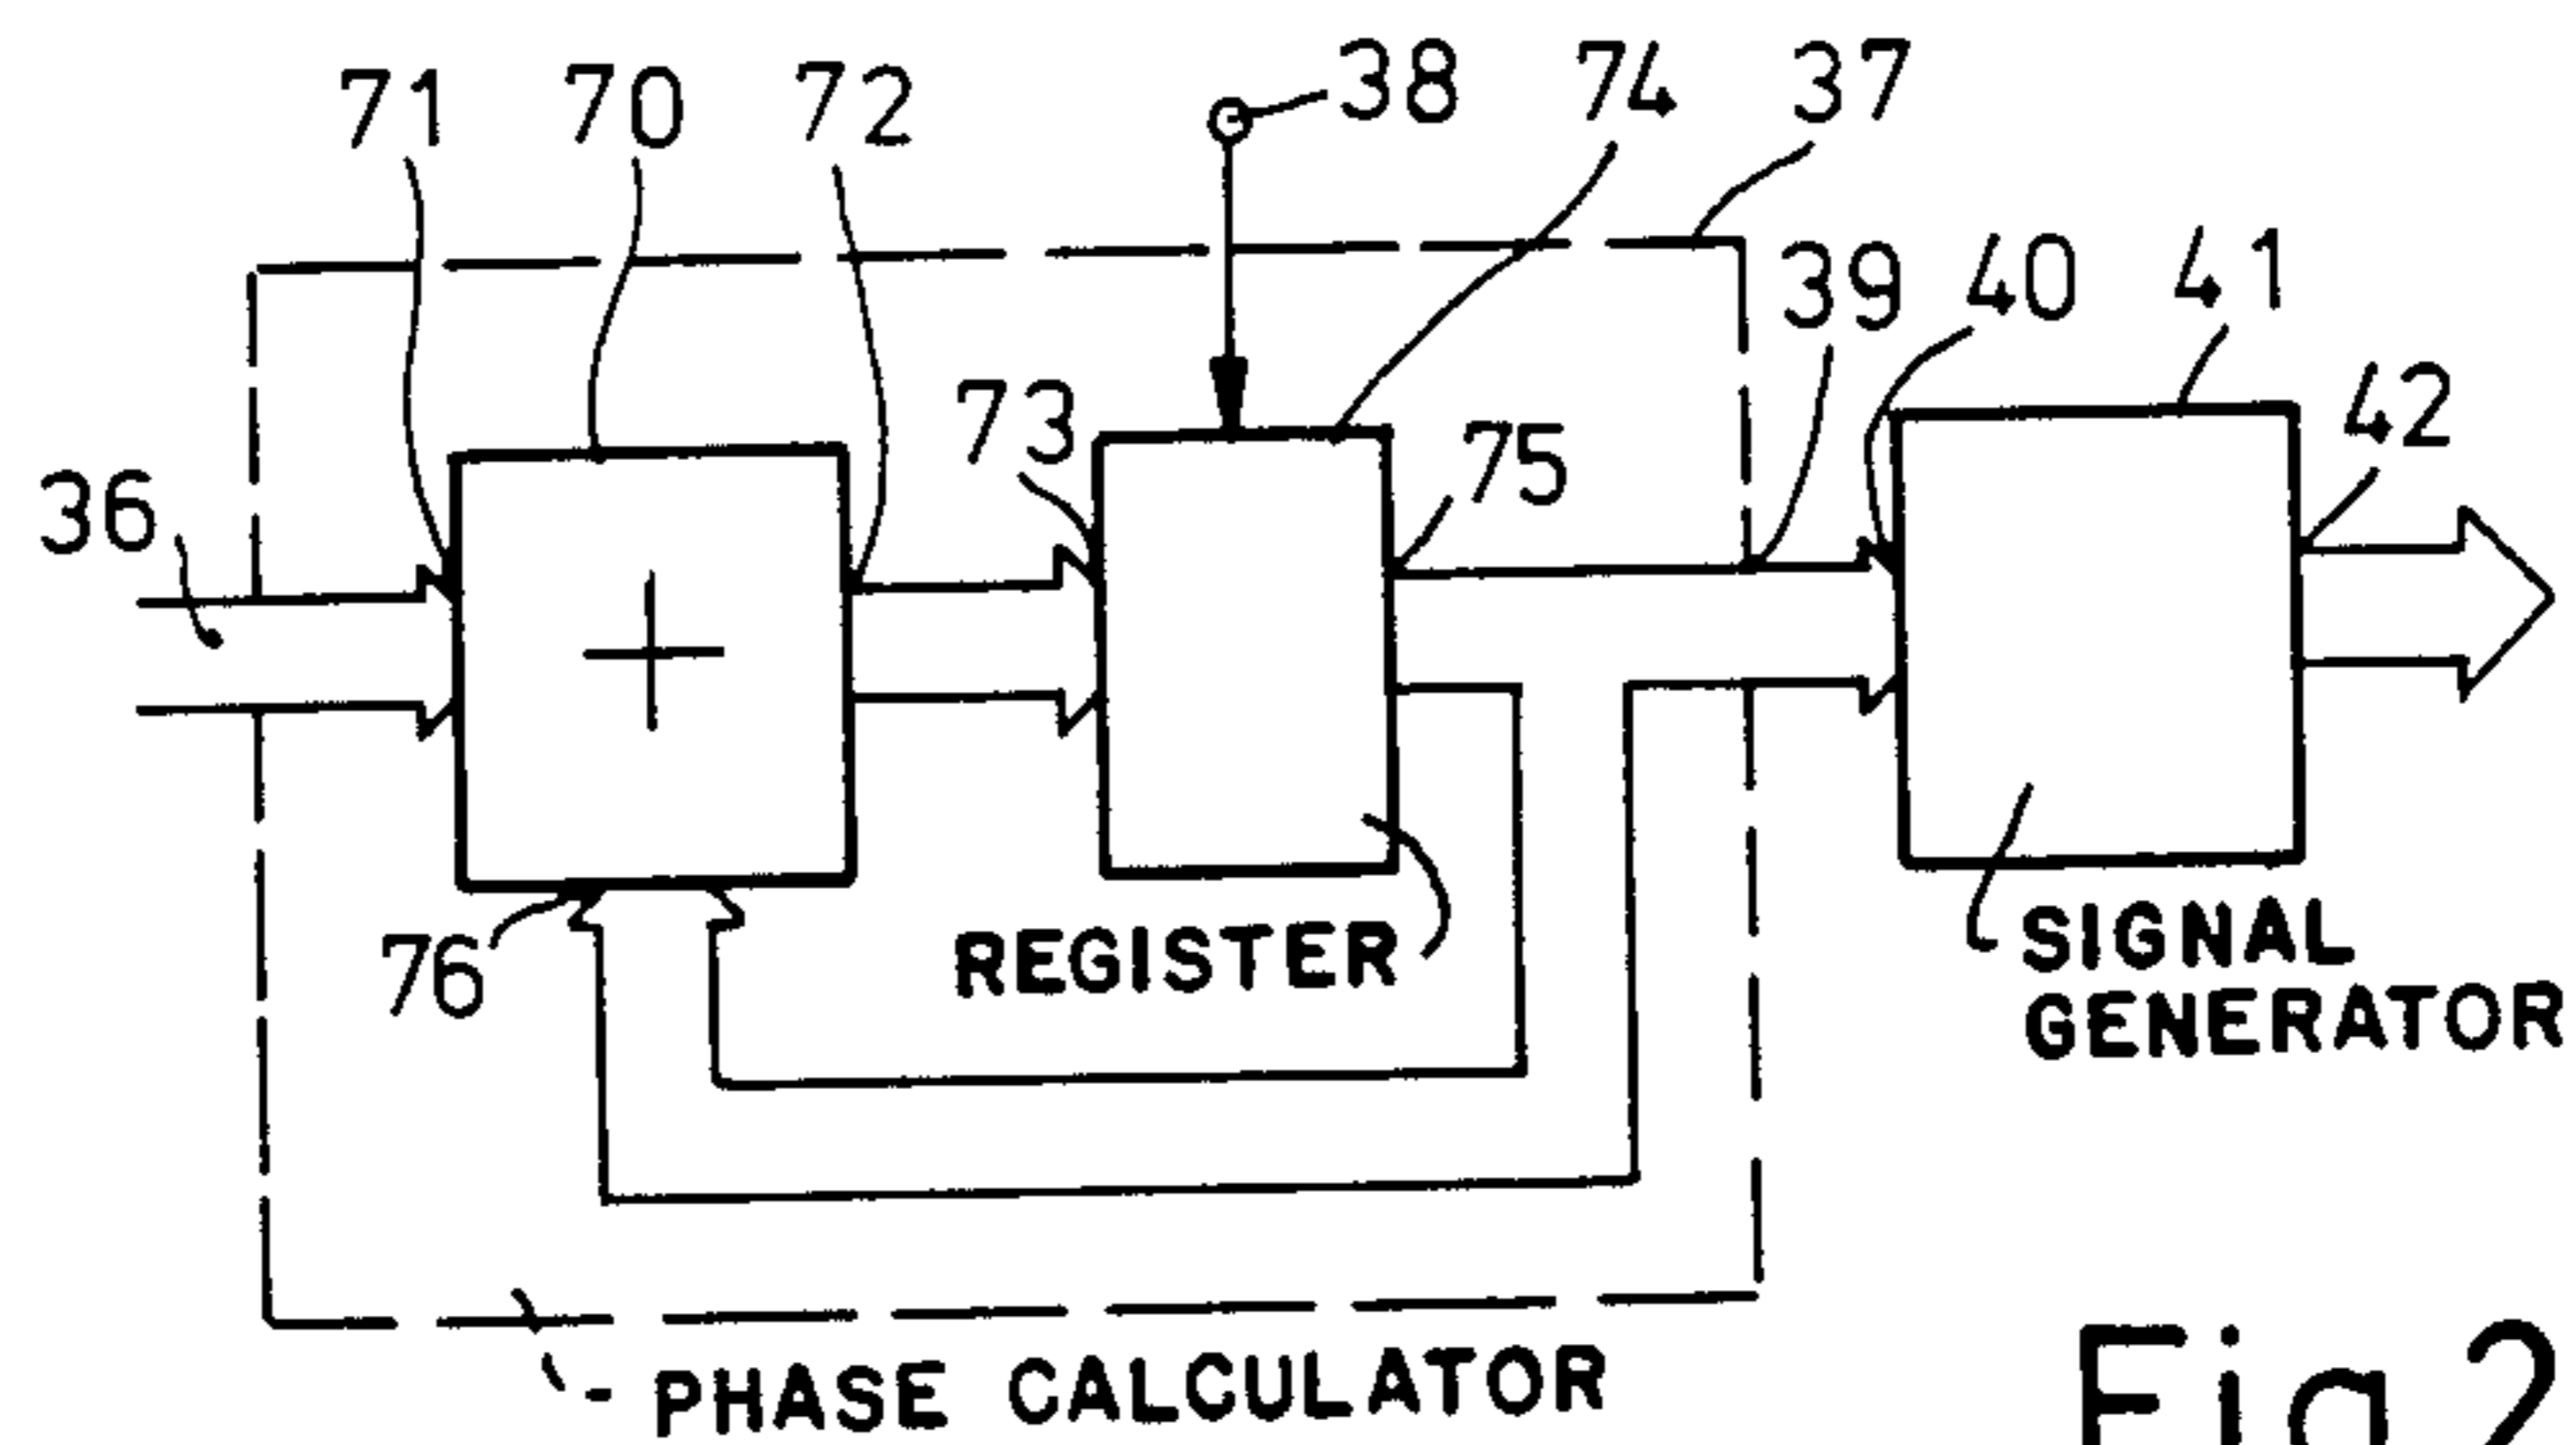 71 70 72 38 74 37
39 40 41
73 75 42
36
+
76 REGISTER SIGNAL
GENERATOR
PHASE CALCULATOR
Fig.2